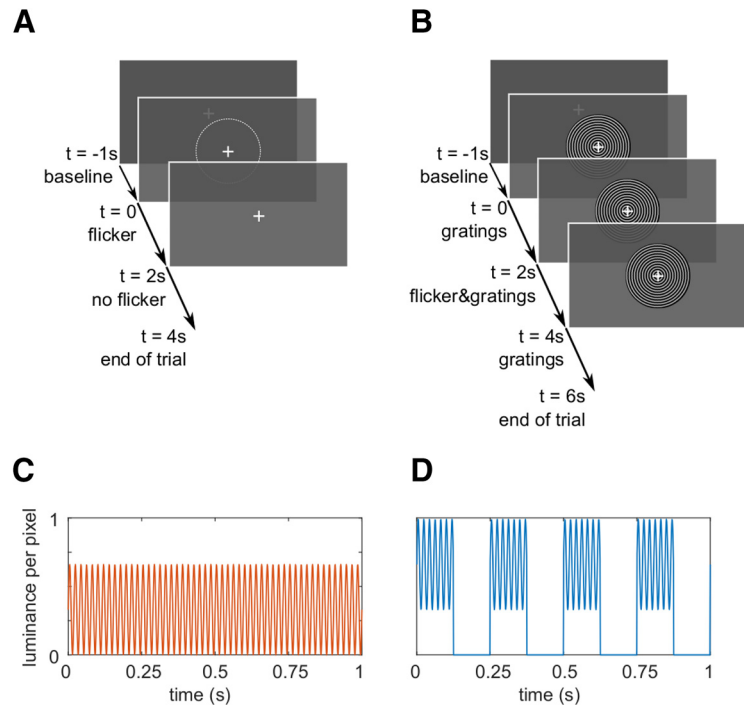 A
t = -1s
baseline
t = 0
flicker
t = 2s
no flicker
t = 4s
end of trial
B
t = -1s
baseline
t = 0
gratings
t = 2s
flicker&gratings
t = 4s
gratings
t = 6s
end of trial
C
luminance per pixel
1
0
0 0.25 0.5 0.75 1
time (s)
D
0 0.25 0.5 0.75 1
time (s)